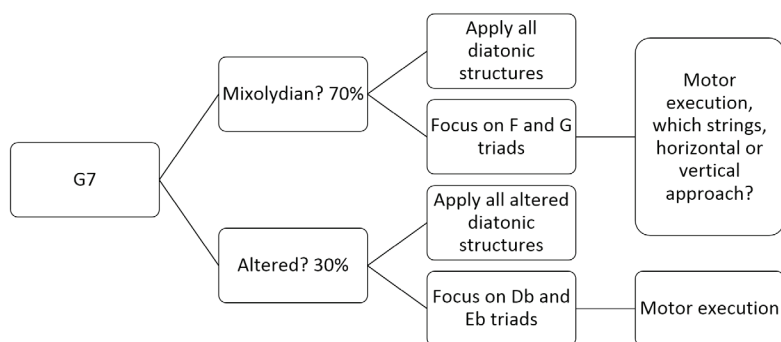 G7
Mixolydian? 70%
Apply all
diatonic
structures
Focus on F and G
triads
Motor
execution,
which strings,
horizontal or
vertical
approach?
Altered? 30%
Apply all altered
diatonic
structures
Focus on Db and
Eb triads
Motor execution